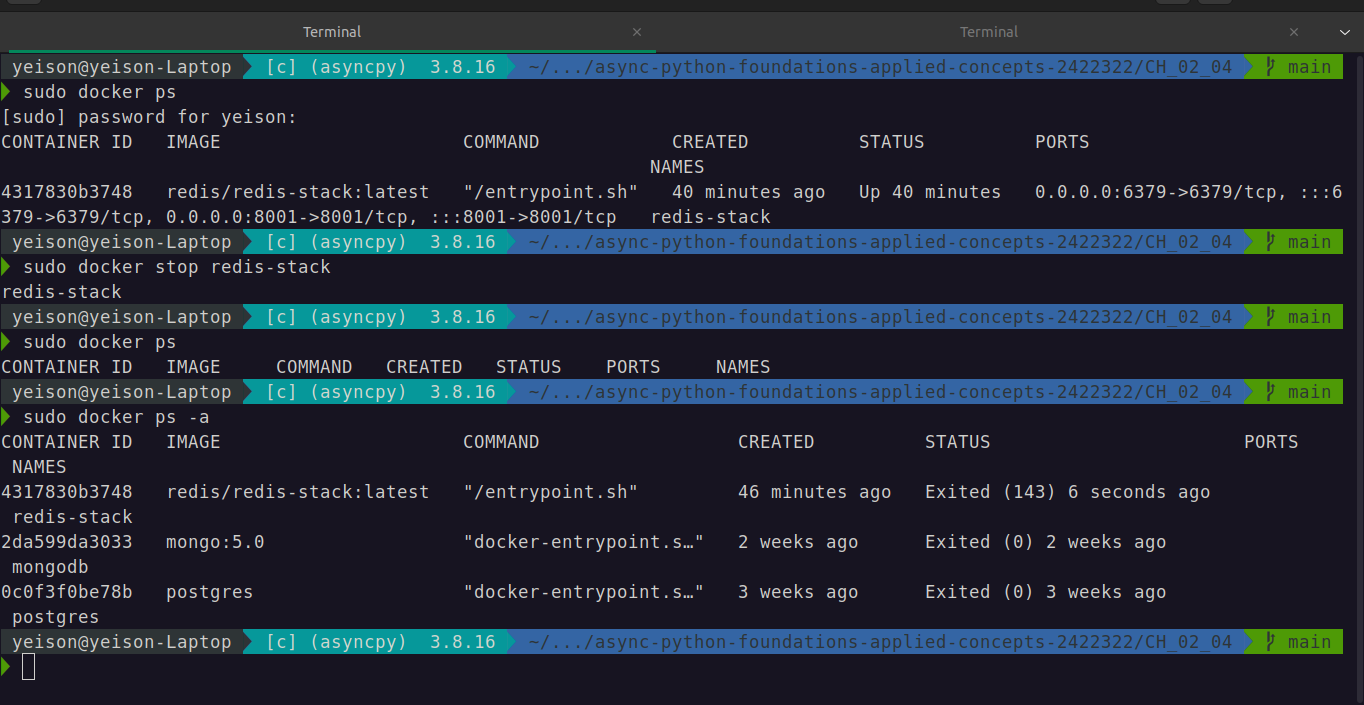 Terminal × Terminal ×
yeison@yeison-Laptop [c] (asyncpy) 3.8.16 ~/.../async-python-foundations-applied-concepts-2422322/CH_02_04 main
sudo docker ps
[sudo] password for yeison:
CONTAINER ID IMAGE COMMAND CREATED STATUS PORTS
NAMES
4317830b3748 redis/redis-stack:latest "/entrypoint.sh" 40 minutes ago Up 40 minutes 0.0.0.0:6379->6379/tcp, :::6
379->6379/tcp, 0.0.0.0:8001->8001/tcp, :::8001->8001/tcp redis-stack
yeison@yeison-Laptop [c] (asyncpy) 3.8.16 ~/.../async-python-foundations-applied-concepts-2422322/CH_02_04 main
sudo docker stop redis-stack
redis-stack
yeison@yeison-Laptop [c] (asyncpy) 3.8.16 ~/.../async-python-foundations-applied-concepts-2422322/CH_02_04 main
sudo docker ps
CONTAINER ID IMAGE COMMAND CREATED STATUS PORTS NAMES
yeison@yeison-Laptop [c] (asyncpy) 3.8.16 ~/.../async-python-foundations-applied-concepts-2422322/CH_02_04 main
sudo docker ps -a
CONTAINER ID IMAGE COMMAND CREATED STATUS PORTS
NAMES
4317830b3748 redis/redis-stack:latest "/entrypoint.sh" 46 minutes ago Exited (143) 6 seconds ago
redis-stack
2da599da3033 mongo:5.0 "docker-entrypoint.s…" 2 weeks ago Exited (0) 2 weeks ago
mongodb
0c0f3f0be78b postgres "docker-entrypoint.s…" 3 weeks ago Exited (0) 3 weeks ago
postgres
yeison@yeison-Laptop [c] (asyncpy) 3.8.16 ~/.../async-python-foundations-applied-concepts-2422322/CH_02_04 main